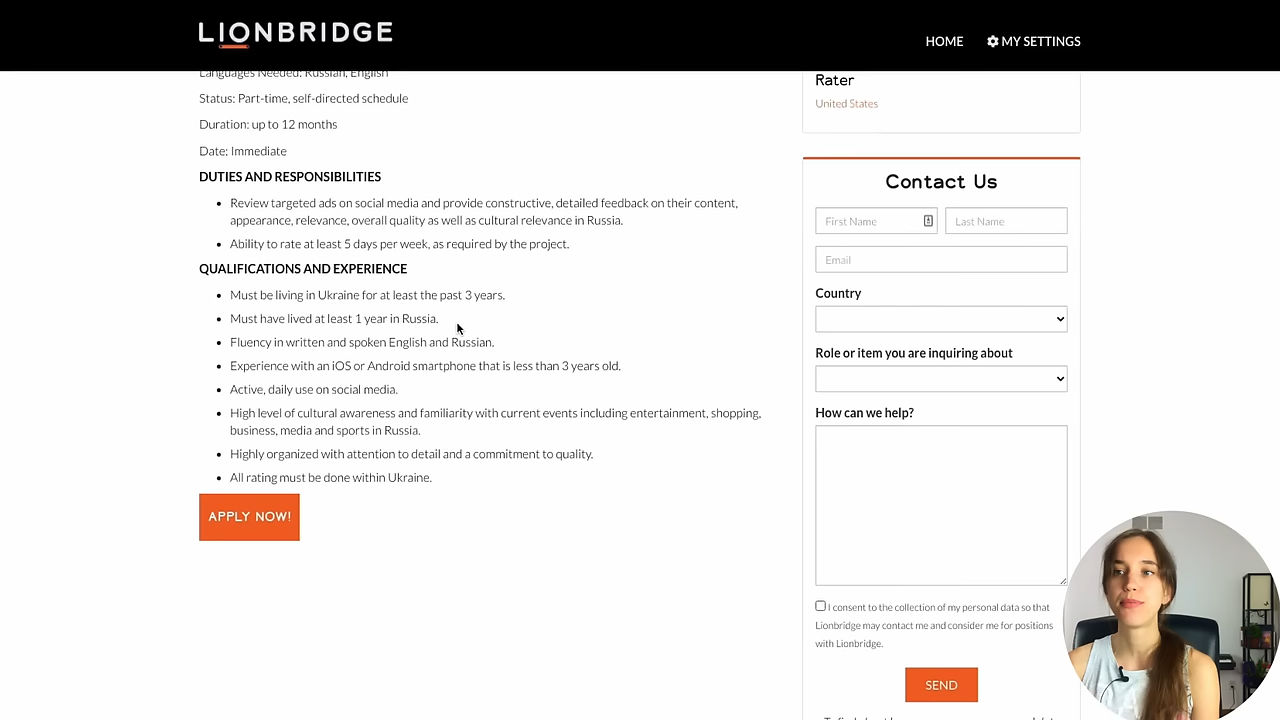 LIONBRIDGE
HOME
MY SETTINGS
Languages Needed: Russian, English
Status: Part-time, self-directed schedule
Duration: up to 12 months
Date: Immediate
DUTIES AND RESPONSIBILITIES
Review targeted ads on social media and provide constructive, detailed feedback on their content,
appearance, relevance, overall quality as well as cultural relevance in Russia.
Ability to rate at least 5 days per week, as required by the project.
QUALIFICATIONS AND EXPERIENCE
Must be living in Ukraine for at least the past 3 years.
Must have lived at least 1 year in Russia.
Fluency in written and spoken English and Russian.
Experience with an iOS or Android smartphone that is less than 3 years old.
Active, daily use on social media.
High level of cultural awareness and familiarity with current events including entertainment, shopping,
business, media and sports in Russia.
Highly organized with attention to detail and a commitment to quality.
All rating must be done within Ukraine.
APPLY NOW!
Rater
United States
Contact Us
First Name
Last Name
Email
Country
Role or item you are inquiring about
How can we help?
I consent to the collection of my personal data so that
Lionbridge may contact me and consider me for positions
with Lionbridge.
SEND